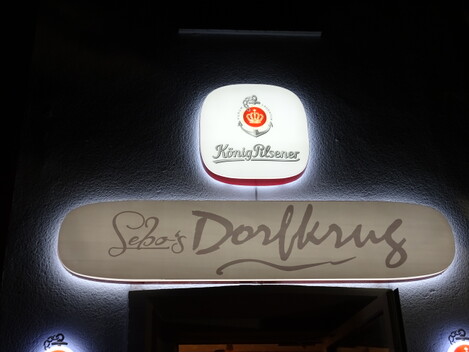 König Pilsener
Sebo's Dorfkrug